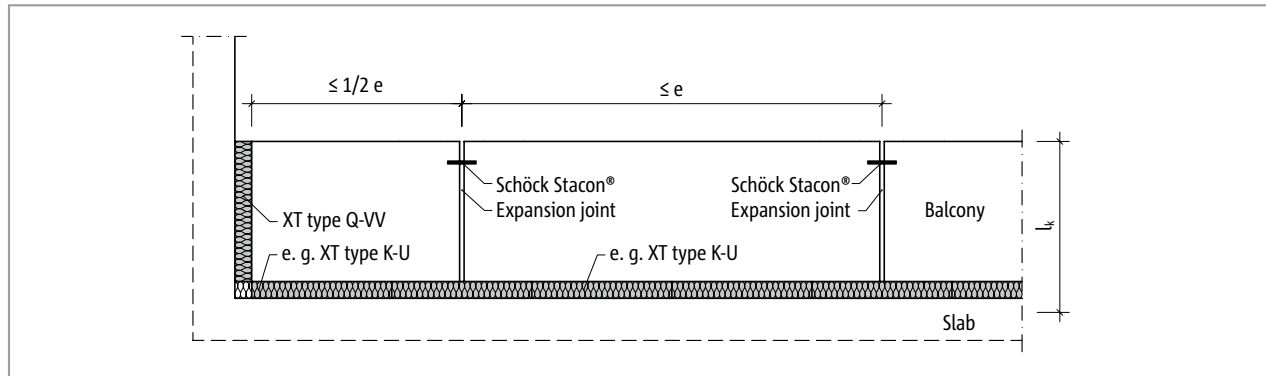 ≤ 1/2 e
≤ e
Schöck Stacon®
Expansion joint
Schöck Stacon®
Expansion joint
Balcony
XT type Q-VV
e. g. XT type K-U
e. g. XT type K-U
lₖ
Slab